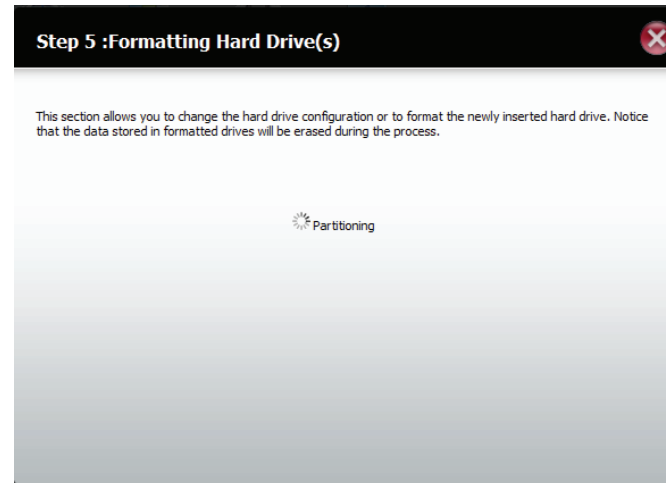 Step 5 :Formatting Hard Drive(s)
This section allows you to change the hard drive configuration or to format the newly inserted hard drive. Notice
that the data stored in formatted drives will be erased during the process.
Partitioning